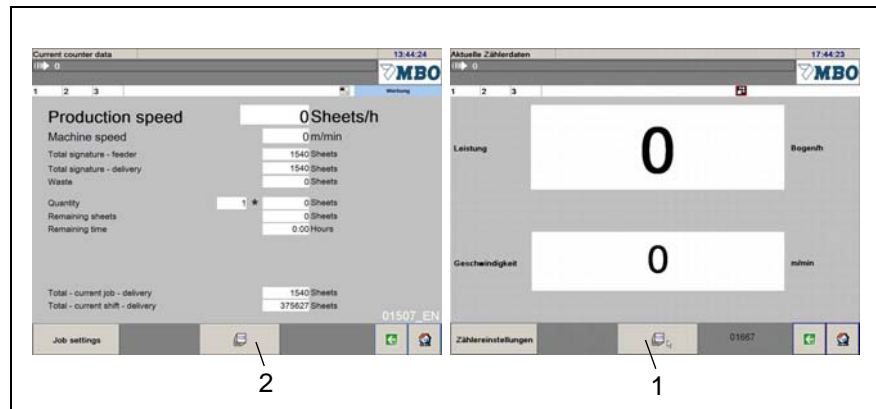 Current counter data 13:44:24
0
MBO
1 2 3 Werbung
Production speed 0 Sheets/h
Machine speed 0 m/min
Total signature - feeder 1540 Sheets
Total signature - delivery 1540 Sheets
Waste 0 Sheets
Quantity 1 * 0 Sheets
Remaining sheets 0 Sheets
Remaining time 0:00 Hours
Total - current job - delivery 1540 Sheets
Total - current shift - delivery 375627 Sheets
01507_EN
Job settings
2
Aktuelle Zählerdaten 17:44:23
0
MBO
1 2 3
Leistung 0 Bogen/h
Geschwindigkeit 0 m/min
Zählereinstellungen 01667
1